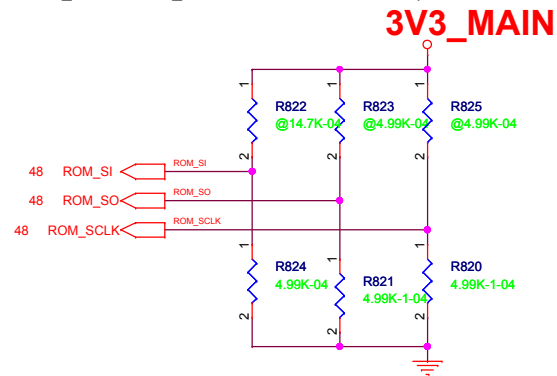 3V3_MAIN
1 1 1
R822 R823 R825
@14.7K-04 @4.99K-04 @4.99K-04
2 2 2
48 ROM_SI ROM_SI
48 ROM_SO ROM_SO
48 ROM_SCLK ROM_SCLK
1 1 1
R824 R821 R820
4.99K-04 4.99K-1-04 4.99K-1-04
2 2 2